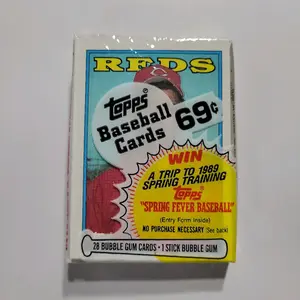 REDS
topps®
Baseball
Cards
69¢
WIN
A TRIP TO 1989
SPRING TRAINING
topps
"SPRING FEVER BASEBALL"
(Entry Form Inside)
NO PURCHASE NECESSARY (See back)
28 BUBBLE GUM CARDS • 1 STICK BUBBLE GUM